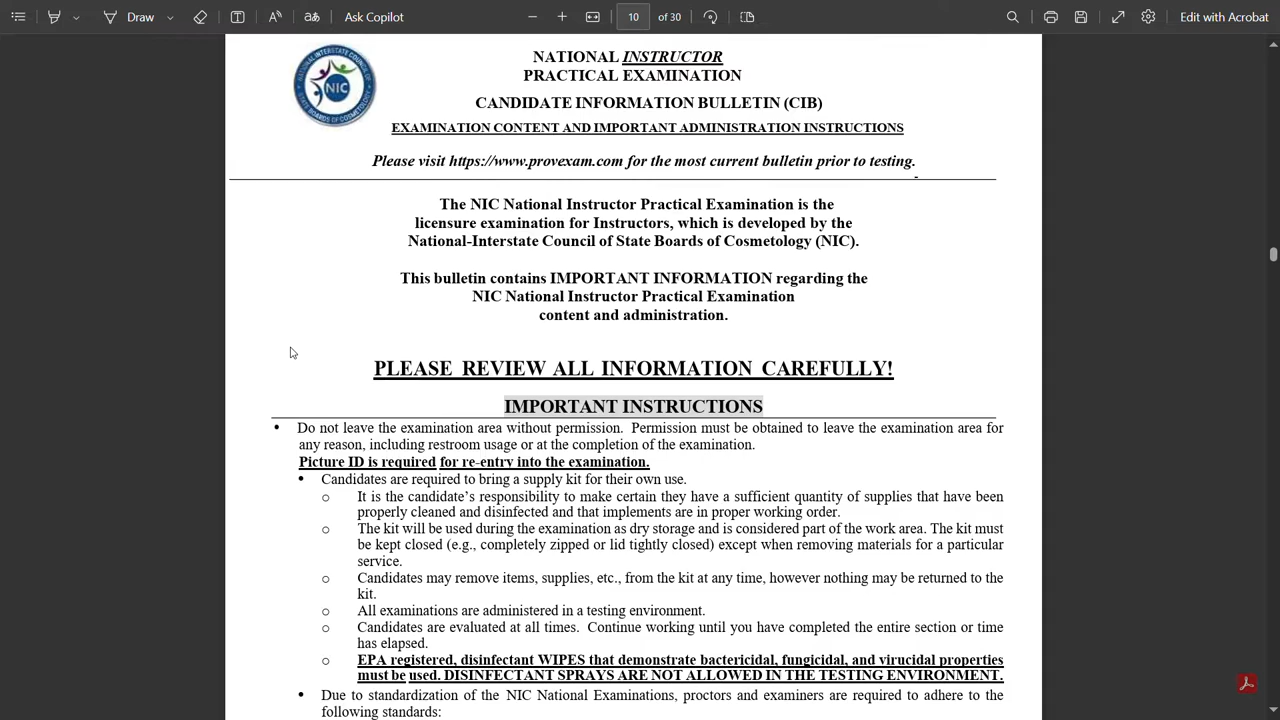 Draw
Ask Copilot
10 of 30
Edit with Acrobat
NATIONAL INTERSTATE COUNCIL OF
STATE BOARDS OF COSMETOLOGY
NIC
NATIONAL INSTRUCTOR
PRACTICAL EXAMINATION
CANDIDATE INFORMATION BULLETIN (CIB)
EXAMINATION CONTENT AND IMPORTANT ADMINISTRATION INSTRUCTIONS
Please visit https://www.provexam.com for the most current bulletin prior to testing.
The NIC National Instructor Practical Examination is the
licensure examination for Instructors, which is developed by the
National-Interstate Council of State Boards of Cosmetology (NIC).
This bulletin contains IMPORTANT INFORMATION regarding the
NIC National Instructor Practical Examination
content and administration.
PLEASE REVIEW ALL INFORMATION CAREFULLY!
IMPORTANT INSTRUCTIONS
• Do not leave the examination area without permission. Permission must be obtained to leave the examination area for
any reason, including restroom usage or at the completion of the examination.
Picture ID is required for re-entry into the examination.
• Candidates are required to bring a supply kit for their own use.
o It is the candidate's responsibility to make certain they have a sufficient quantity of supplies that have been
properly cleaned and disinfected and that implements are in proper working order.
o The kit will be used during the examination as dry storage and is considered part of the work area. The kit must
be kept closed (e.g., completely zipped or lid tightly closed) except when removing materials for a particular
service.
o Candidates may remove items, supplies, etc., from the kit at any time, however nothing may be returned to the
kit.
o All examinations are administered in a testing environment.
o Candidates are evaluated at all times. Continue working until you have completed the entire section or time
has elapsed.
o EPA registered, disinfectant WIPES that demonstrate bactericidal, fungicidal, and virucidal properties
must be used. DISINFECTANT SPRAYS ARE NOT ALLOWED IN THE TESTING ENVIRONMENT.
• Due to standardization of the NIC National Examinations, proctors and examiners are required to adhere to the
following standards: